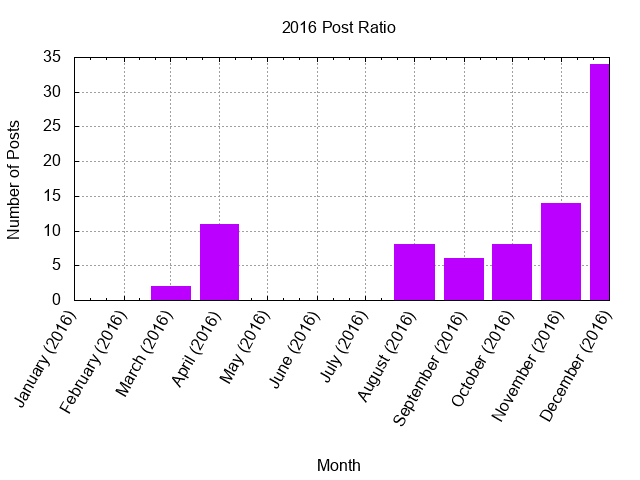 2016 Post Ratio
Number of Posts
35
30
25
20
15
10
5
0
January (2016)
February (2016)
March (2016)
April (2016)
May (2016)
June (2016)
July (2016)
August (2016)
September (2016)
October (2016)
November (2016)
December (2016)
Month